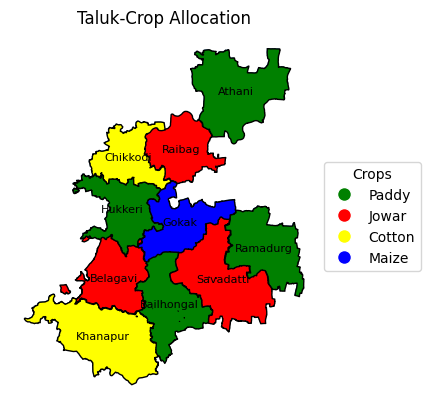 Taluk-Crop Allocation
Athani
Chikkodi
Raibag
Hukkeri
Gokak
Ramadurg
Belagavi
Savadatti
Bailhongal
Khanapur
Crops
Paddy
Jowar
Cotton
Maize